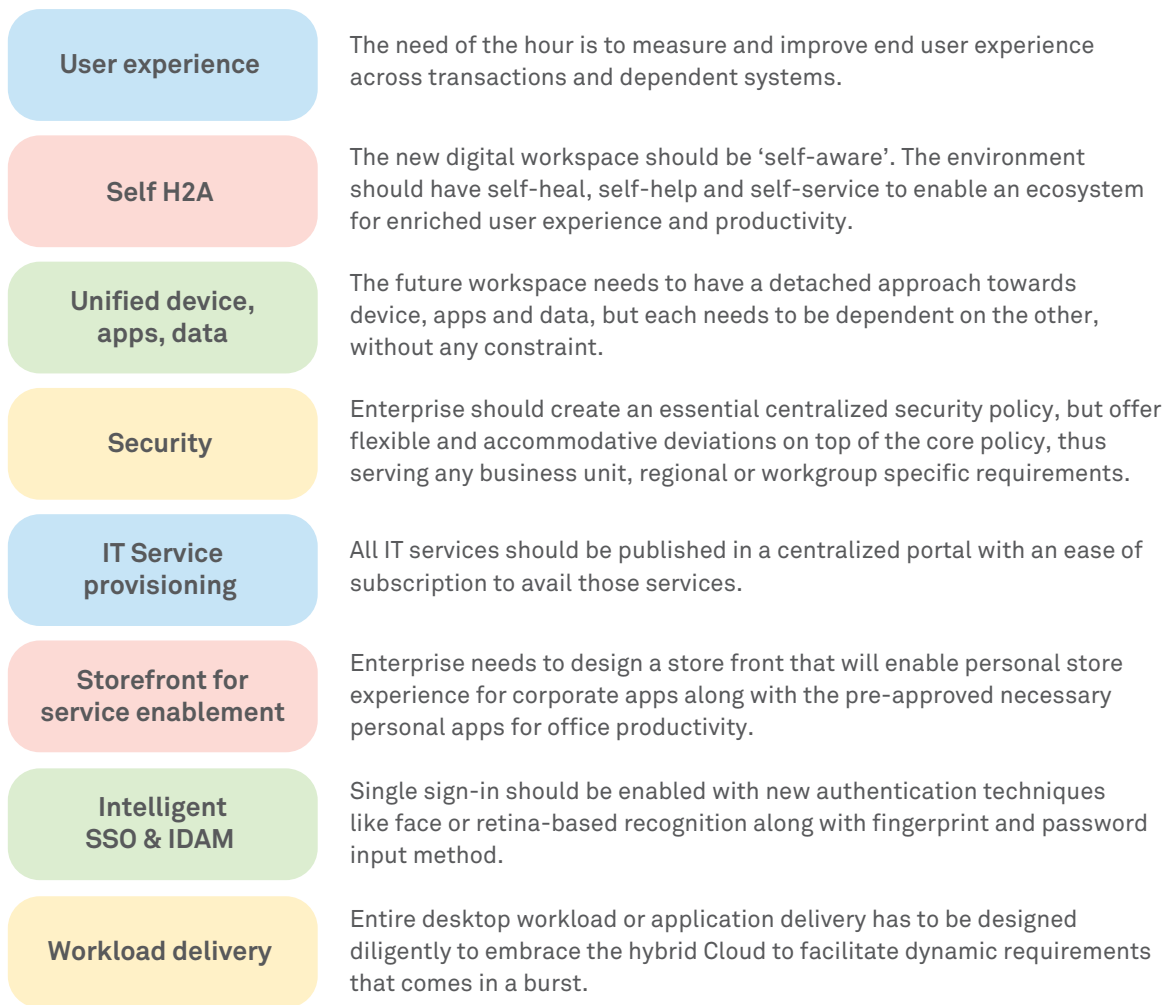 User experience
The need of the hour is to measure and improve end user experience
across transactions and dependent systems.
Self H2A
The new digital workspace should be ‘self-aware’. The environment
should have self-heal, self-help and self-service to enable an ecosystem
for enriched user experience and productivity.
Unified device,
apps, data
The future workspace needs to have a detached approach towards
device, apps and data, but each needs to be dependent on the other,
without any constraint.
Security
Enterprise should create an essential centralized security policy, but offer
flexible and accommodative deviations on top of the core policy, thus
serving any business unit, regional or workgroup specific requirements.
IT Service
provisioning
All IT services should be published in a centralized portal with an ease of
subscription to avail those services.
Storefront for
service enablement
Enterprise needs to design a store front that will enable personal store
experience for corporate apps along with the pre-approved necessary
personal apps for office productivity.
Intelligent
SSO & IDAM
Single sign-in should be enabled with new authentication techniques
like face or retina-based recognition along with fingerprint and password
input method.
Workload delivery
Entire desktop workload or application delivery has to be designed
diligently to embrace the hybrid Cloud to facilitate dynamic requirements
that comes in a burst.